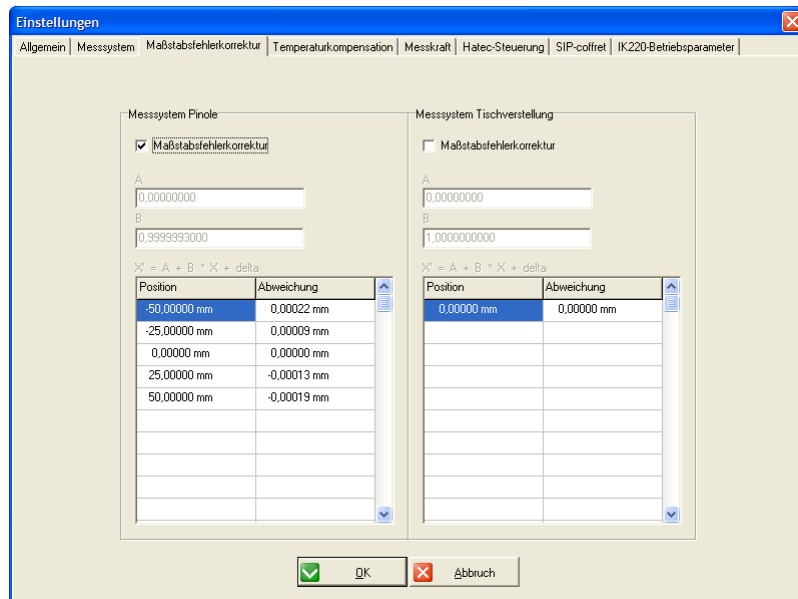 Einstellungen
Allgemein Messsystem Maßstabsfehlerkorrektur Temperaturkompensation Messkraft Hatec-Steuerung SIP-coffret IK220-Betriebsparameter
Messsystem Pinole
Maßstabsfehlerkorrektur
A
0,00000000
B
0,9999993000
X' = A + B * X + delta
Position Abweichung
-50,00000 mm 0,00022 mm
-25,00000 mm 0,00009 mm
0,00000 mm 0,00000 mm
25,00000 mm -0,00013 mm
50,00000 mm -0,00019 mm
Messsystem Tischverstellung
Maßstabsfehlerkorrektur
A
0,00000000
B
1,0000000000
X' = A + B * X + delta
Position Abweichung
0,00000 mm 0,00000 mm
OK Abbruch